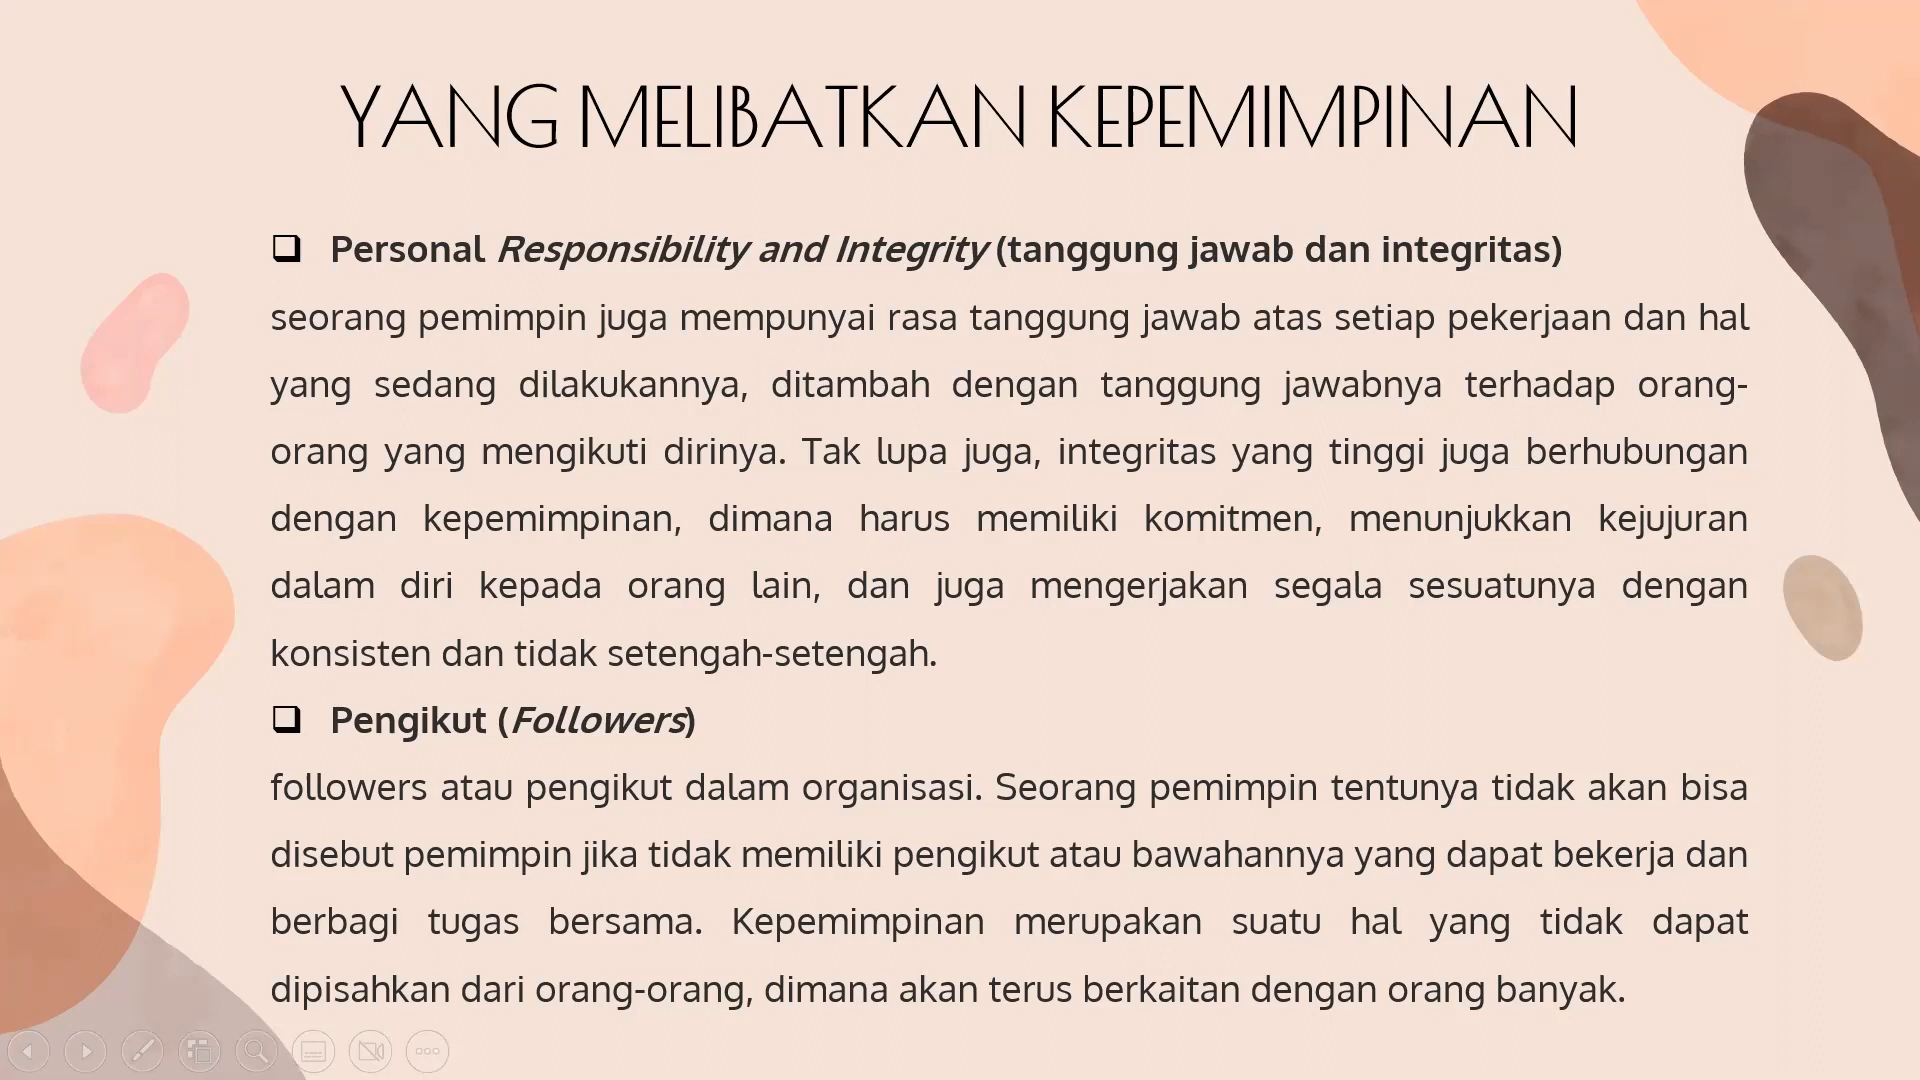 YANG MELIBATKAN KEPEMIMPINAN
Personal Responsibility and Integrity (tanggung jawab dan integritas)
seorang pemimpin juga mempunyai rasa tanggung jawab atas setiap pekerjaan dan hal
yang sedang dilakukannya, ditambah dengan tanggung jawabnya terhadap orang-
orang yang mengikuti dirinya. Tak lupa juga, integritas yang tinggi juga berhubungan
dengan kepemimpinan, dimana harus memiliki komitmen, menunjukkan kejujuran
dalam diri kepada orang lain, dan juga mengerjakan segala sesuatunya dengan
konsisten dan tidak setengah-setengah.
Pengikut (Followers)
followers atau pengikut dalam organisasi. Seorang pemimpin tentunya tidak akan bisa
disebut pemimpin jika tidak memiliki pengikut atau bawahannya yang dapat bekerja dan
berbagi tugas bersama. Kepemimpinan merupakan suatu hal yang tidak dapat
dipisahkan dari orang-orang, dimana akan terus berkaitan dengan orang banyak.